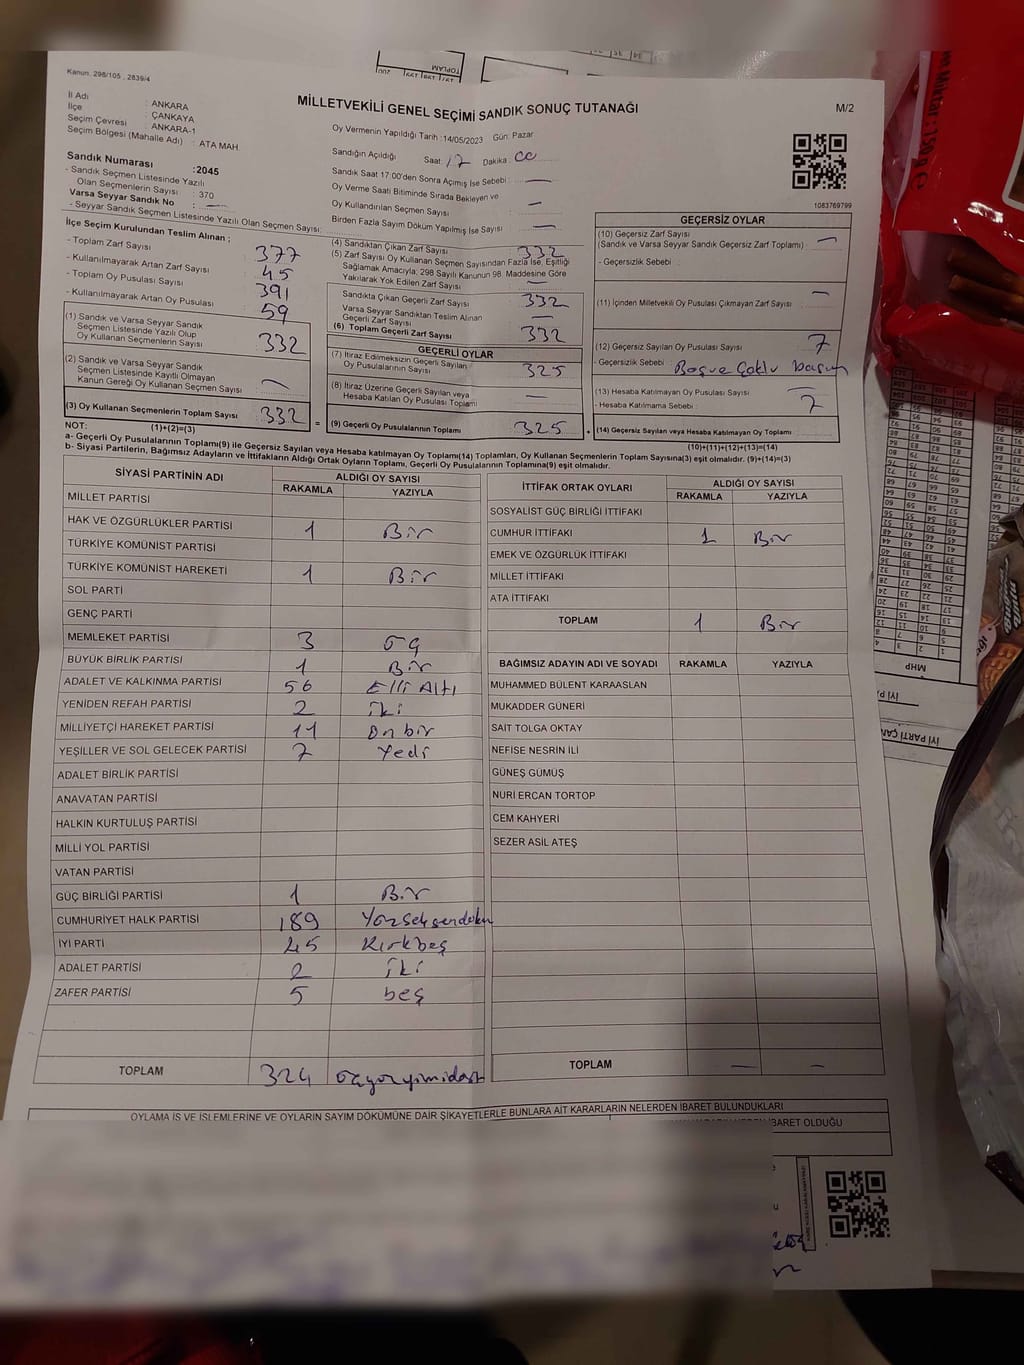 Kanun. 298/105 , 2839/4
MİLLETVEKİLİ GENEL SEÇİMİ SANDIK SONUÇ TUTANAĞI
M/2
İl Adı : ANKARA
İlçe : ÇANKAYA
Seçim Çevresi : ANKARA-1
Seçim Bölgesi (Mahalle Adı) : ATA MAH
Sandık Numarası :2045
- Sandık Seçmen Listesinde Yazılı
Olan Seçmenlerin Sayısı : 370
Varsa Seyyar Sandık No : —
- Seyyar Sandık Seçmen Listesinde Yazılı Olan Seçmen Sayısı:
Oy Vermenin Yapıldığı Tarih :14/05/2023 Gün: Pazar
Sandığın Açıldığı Saat: 17 Dakika: 00
Sandık Saat 17:00'den Sonra Açımış İse Sebebi : —
Oy Verme Saati Bitiminde Sırada Bekleyen ve
Oy Kullandırılan Seçmen Sayısı : —
Birden Fazla Sayım Döküm Yapılmış İse Sayısı : —
1083769799
İlçe Seçim Kurulundan Teslim Alınan ;
- Toplam Zarf Sayısı : 377
- Kullanılmayarak Artan Zarf Sayısı : 45
- Toplam Oy Pusulası Sayısı : 391
- Kullanılmayarak Artan Oy Pusulası : 59
(1) Sandık ve Varsa Seyyar Sandık
Seçmen Listesinde Yazılı Olup
Oy Kullanan Seçmenlerin Sayısı : 332
(2) Sandık ve Varsa Seyyar Sandık
Seçmen Listesinde Kayıtlı Olmayan
Kanun Gereği Oy Kullanan Seçmen Sayısı : —
(3) Oy Kullanan Seçmenlerin Toplam Sayısı : 332 =
(4) Sandıktan Çıkan Zarf Sayısı : 332
(5) Zarf Sayısı Oy Kullanan Seçmen Sayısından Fazla İse, Eşitliği
Sağlamak Amacıyla; 298 Sayılı Kanunun 98. Maddesine Göre
Yakılarak Yok Edilen Zarf Sayısı : —
Sandıkta Çıkan Geçerli Zarf Sayısı : 332
Varsa Seyyar Sandıktan Teslim Alınan
Geçerli Zarf Sayısı : —
(6) Toplam Geçerli Zarf Sayısı : 332
GEÇERLİ OYLAR
(7) İtiraz Edilmeksizin Geçerli Sayılan
Oy Pusulalarının Sayısı : 325
(8) İtiraz Üzerine Geçerli Sayılan veya
Hesaba Katılan Oy Pusulası Toplamı : —
(9) Geçerli Oy Pusulalarının Toplamı : 325 +
GEÇERSİZ OYLAR
(10) Geçersiz Zarf Sayısı
(Sandık ve Varsa Seyyar Sandık Geçersiz Zarf Toplamı) : —
- Geçersizlik Sebebi :
(11) İçinden Milletvekili Oy Pusulası Çıkmayan Zarf Sayısı : —
(12) Geçersiz Sayılan Oy Pusulası Sayısı : 7
- Geçersizlik Sebebi : Boş ve Çoklu basım
(13) Hesaba Katılmayan Oy Pusulası Sayısı : —
- Hesaba Katılmama Sebebi :
(14) Geçersiz Sayılan veya Hesaba Katılmayan Oy Toplamı : 7
NOT: (1)+(2)=(3) (10)+(11)+(12)+(13)=(14)
a- Geçerli Oy Pusulalarının Toplamı(9) ile Geçersiz Sayılan veya Hesaba katılmayan Oy Toplamı(14) Toplamları, Oy Kullanan Seçmenlerin Toplam Sayısına(3) eşit olmalıdır. (9)+(14)=(3)
b- Siyasi Partilerin, Bağımsız Adayların ve İttifakların Aldığı Ortak Oyların Toplamı, Geçerli Oy Pusulalarının Toplamına(9) eşit olmalıdır.
SİYASİ PARTİNİN ADI ALDIĞI OY SAYISI
RAKAMLA YAZIYLA
MİLLET PARTİSİ
HAK VE ÖZGÜRLÜKLER PARTİSİ 1 Bir
TÜRKİYE KOMÜNİST PARTİSİ
TÜRKİYE KOMÜNİST HAREKETİ 1 Bir
SOL PARTİ
GENÇ PARTİ
MEMLEKET PARTİSİ 3 üç
BÜYÜK BİRLİK PARTİSİ 1 Bir
ADALET VE KALKINMA PARTİSİ 56 Elli Altı
YENİDEN REFAH PARTİSİ 2 iki
MİLLİYETÇİ HAREKET PARTİSİ 11 On bir
YEŞİLLER VE SOL GELECEK PARTİSİ 7 Yedi
ADALET BİRLİK PARTİSİ
ANAVATAN PARTİSİ
HALKIN KURTULUŞ PARTİSİ
MİLLİ YOL PARTİSİ
VATAN PARTİSİ
GÜÇ BİRLİĞİ PARTİSİ 1 Bir
CUMHURİYET HALK PARTİSİ 189 Yüzseksendoku
İYİ PARTİ 45 Kırkbeş
ADALET PARTİSİ 2 iki
ZAFER PARTİSİ 5 beş
TOPLAM 324
İTTİFAK ORTAK OYLARI ALDIĞI OY SAYISI
RAKAMLA YAZIYLA
SOSYALİST GÜÇ BİRLİĞİ İTTİFAKI
CUMHUR İTTİFAKI 1 Bir
EMEK VE ÖZGÜRLÜK İTTİFAKI
MİLLET İTTİFAKI
ATA İTTİFAKI
TOPLAM 1 Bir
BAĞIMSIZ ADAYIN ADI VE SOYADI RAKAMLA YAZIYLA
MUHAMMED BÜLENT KARAASLAN
MUKADDER GÜNERİ
SAİT TOLGA OKTAY
NEFİSE NESRİN İLİ
GÜNEŞ GÜMÜŞ
NURİ ERCAN TORTOP
CEM KAHYERİ
SEZER ASİL ATEŞ
TOPLAM — —
OYLAMA İŞ VE İŞLEMLERİNE VE OYLARIN SAYIM DÖKÜMÜNE DAİR ŞİKAYETLERLE BUNLARA AİT KARARLARIN NELERDEN İBARET BULUNDUKLARI
İBARET OLDUĞU
Miktar : 150 g e
MHP
İYİ PARTİ
TOPLAM